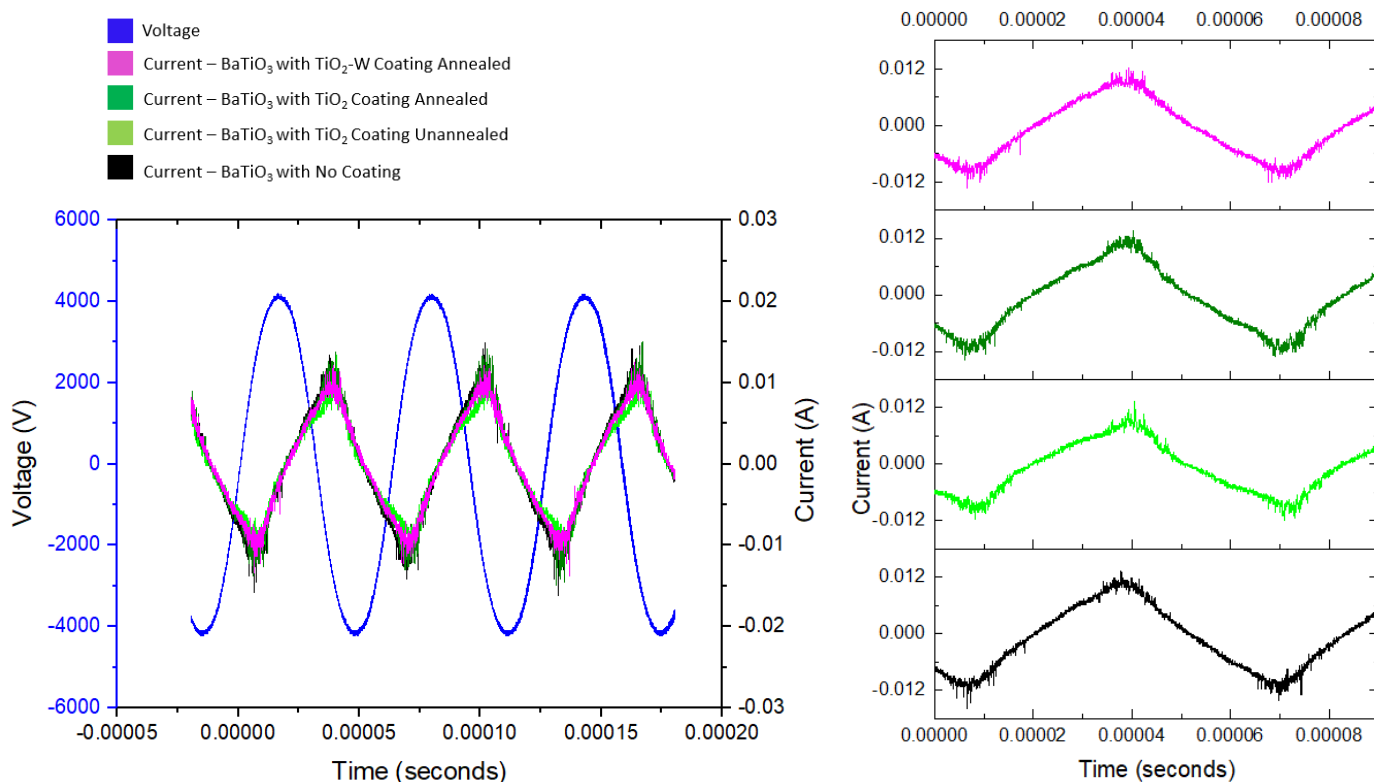 Voltage
Current – BaTiO₃ with TiO₂-W Coating Annealed
Current – BaTiO₃ with TiO₂ Coating Annealed
Current – BaTiO₃ with TiO₂ Coating Unannealed
Current – BaTiO₃ with No Coating
6000
4000
2000
0
-2000
-4000
-6000
Voltage (V)
0.03
0.02
0.01
0.00
-0.01
-0.02
-0.03
Current (A)
-0.00005 0.00000 0.00005 0.00010 0.00015 0.00020
Time (seconds)
0.00000 0.00002 0.00004 0.00006 0.00008
0.012
0.000
-0.012
0.012
0.000
-0.012
0.012
0.000
-0.012
0.012
0.000
-0.012
Current (A)
0.00000 0.00002 0.00004 0.00006 0.00008
Time (seconds)